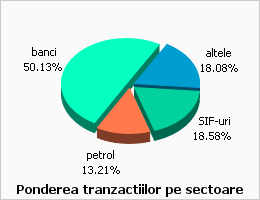 banci
50.13%
altele
18.08%
SIF-uri
18.58%
petrol
13.21%
Ponderea tranzactiilor pe sectoare